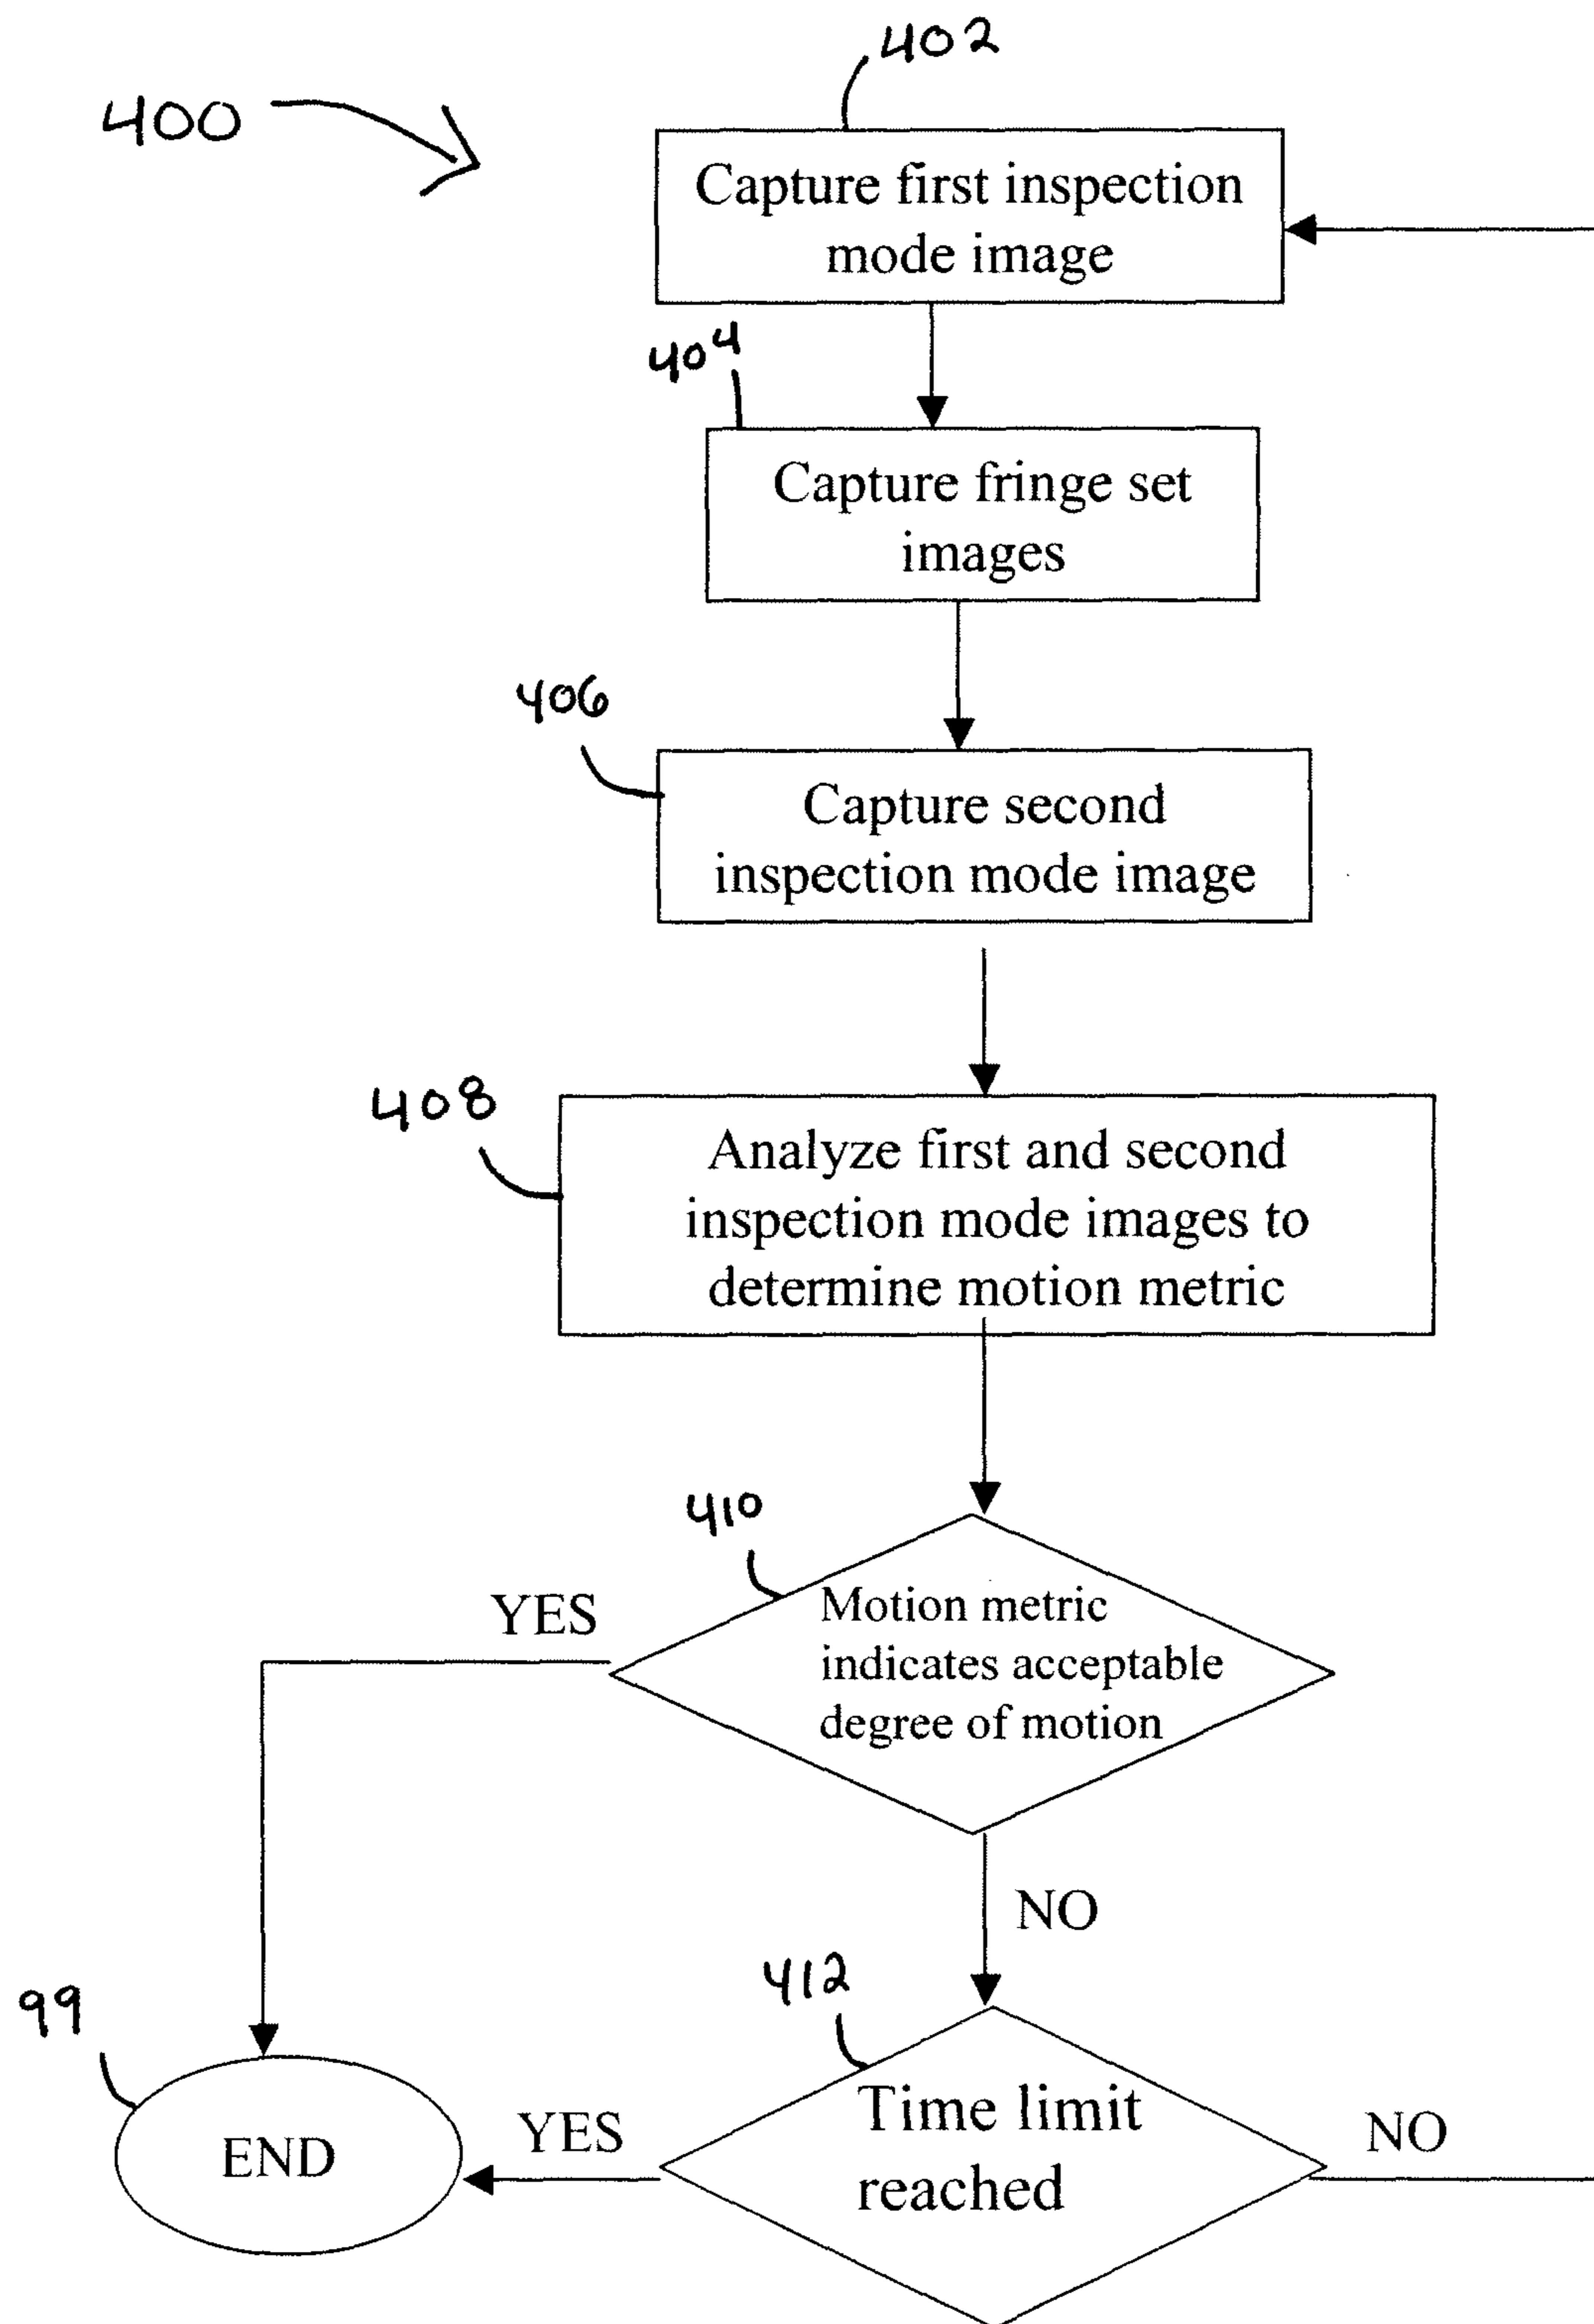 402
400
Capture first inspection
mode image
404
Capture fringe set
images
406
Capture second
inspection mode image
408
Analyze first and second
inspection mode images to
determine motion metric
410
YES
Motion metric
indicates acceptable
degree of motion
NO
412
99
Time limit
reached
YES
NO
END